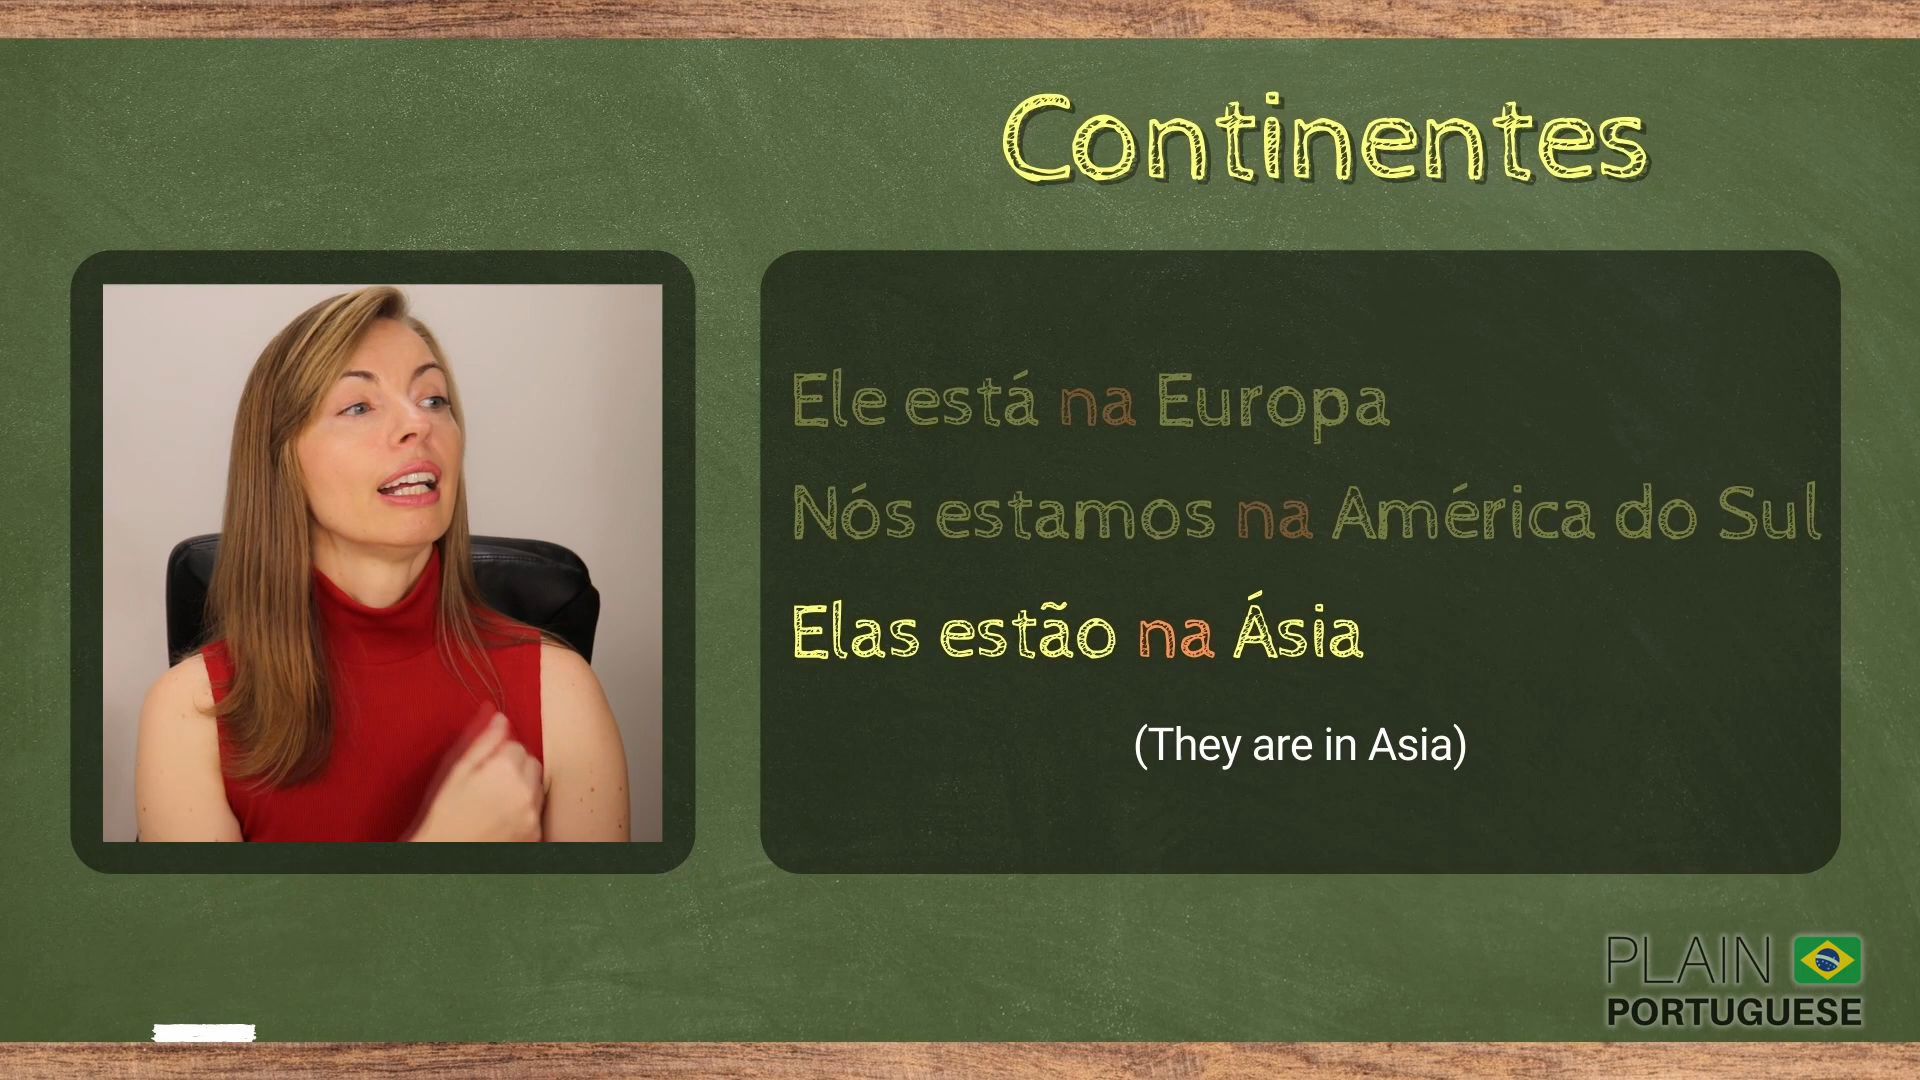 Continentes
Ele está na Europa
Nós estamos na América do Sul
Elas estão na Ásia
(They are in Asia)
PLAIN
PORTUGUESE